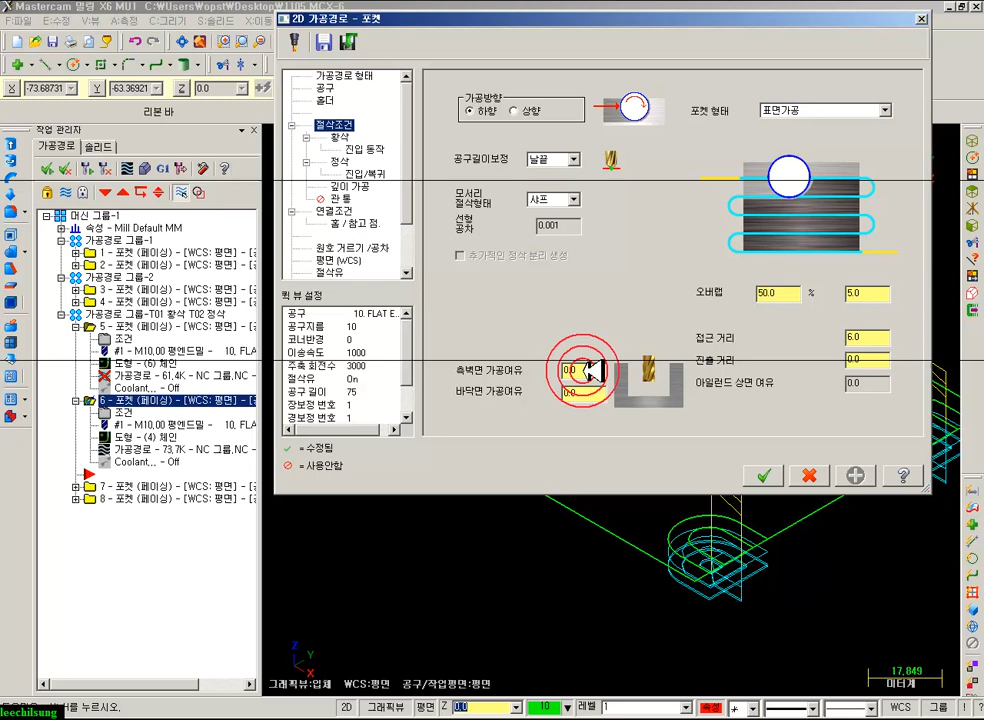 Mastercam 밀링 X6 MU1 C:\Users\opst\Desktop\1105.MCX-6
F:파일 E:수정 V:뷰 A:측정 C:그리기 S:솔리드 X:이동
2D 가공경로 - 포켓
X -73.68731 Y -63.36921 Z 0.0
리본 바
작업 관리자
가공경로 솔리드
머신 그룹-1
속성 - Mill Default MM
가공경로 그룹-1
1 - 포켓 (페이싱) - [WCS: 평면] -
2 - 포켓 (페이싱) - [WCS: 평면] -
가공경로 그룹-2
3 - 포켓 (페이싱) - [WCS: 평면] -
4 - 포켓 (페이싱) - [WCS: 평면] -
가공경로 그룹-T01 황삭 T02 정삭
5 - 포켓 (페이싱) - [WCS: 평면] -
조건
#1 - M10,00 평엔드밀 - 10, FL
도형 - (6) 체인
가공경로 - 61,4K - NC 그룹,NC
Coolant... - Off
6 - 포켓 (페이싱) - [WCS: 평면] -
조건
#1 - M10,00 평엔드밀 - 10, FLA
도형 - (4) 체인
가공경로 - 73,7K - NC 그룹,NC
Coolant... - Off
7 - 포켓 (페이싱) - [WCS: 평면] -
8 - 포켓 (페이싱) - [WCS: 평면] -
가공경로 형태
공구
홀더
절삭조건
황삭
진입 동작
정삭
진입/복귀
깊이 가공
관 통
연결조건
홈 / 참고 점.
원호 거르기 /공차
평면 (WCS)
절삭유
퀵 뷰 설정
공구 10. FLAT E...
공구지름 10
코너반경 0
이송속도 1000
주축 회전수 3000
절삭유 On
공구 길이 75
장보정 번호 1
경보정 번호 1
= 수정됨
= 사용안함
가공방향
하향 상향
공구길이보정 날끝
모서리
절삭형태 샤프
선형
공차 0.001
추가적인 정삭 분리 생성
측벽면 가공여유 0.0
바닥면 가공여유 0.0
포켓 형태 표면가공
오버랩 50.0 % 5.0
접근 거리 6.0
진출 거리 0.0
아일런드 상면 여유 0.0
Z
Y
X
그래픽뷰:입체 WCS:평면 공구/작업평면:평면
17,849
미터계
2D 그래픽뷰 평면 Z 0.0 10 레벨 1 속성 WCS 그룹 ! ?
leechilsung